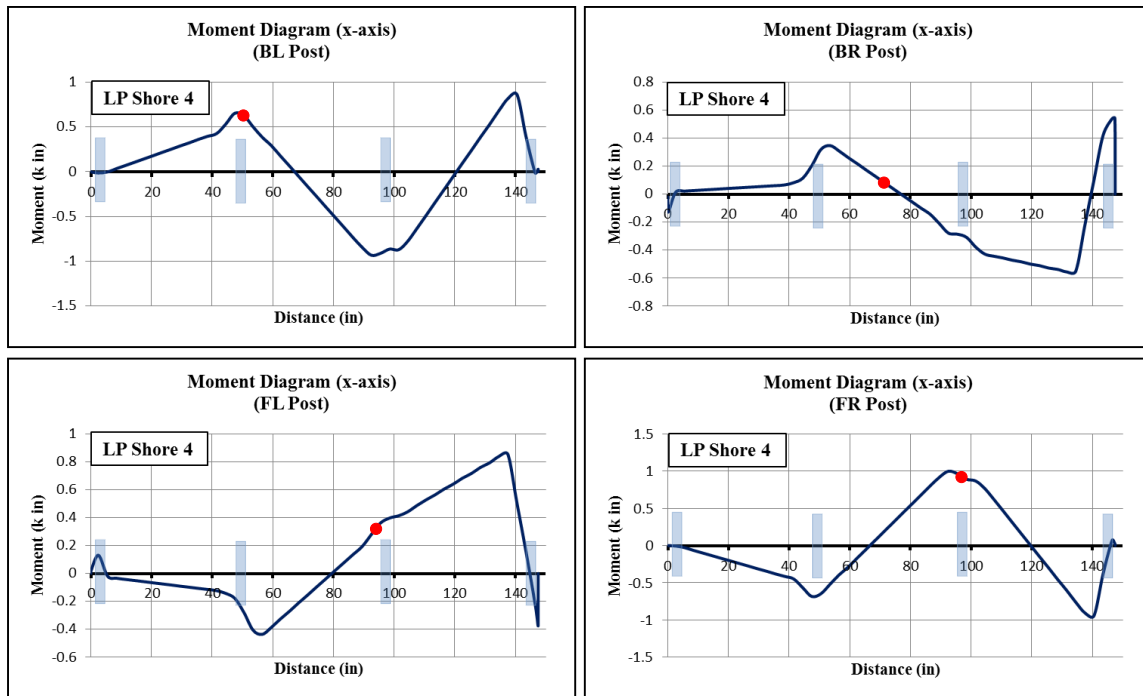 Moment Diagram (x-axis)
(BL Post)
LP Shore 4
Moment (k in)
1
0.5
0
-0.5
-1
-1.5
0 20 40 60 80 100 120 140
Distance (in)
Moment Diagram (x-axis)
(BR Post)
LP Shore 4
Moment (k in)
0.8
0.6
0.4
0.2
0
-0.2
-0.4
-0.6
-0.8
0 20 40 60 80 100 120 140
Distance (in)
Moment Diagram (x-axis)
(FL Post)
LP Shore 4
Moment (k in)
1
0.8
0.6
0.4
0.2
0
-0.2
-0.4
-0.6
0 20 40 60 80 100 120 140
Distance (in)
Moment Diagram (x-axis)
(FR Post)
LP Shore 4
Moment (k in)
1.5
1
0.5
0
-0.5
-1
-1.5
0 20 40 60 80 100 120 140
Distance (in)